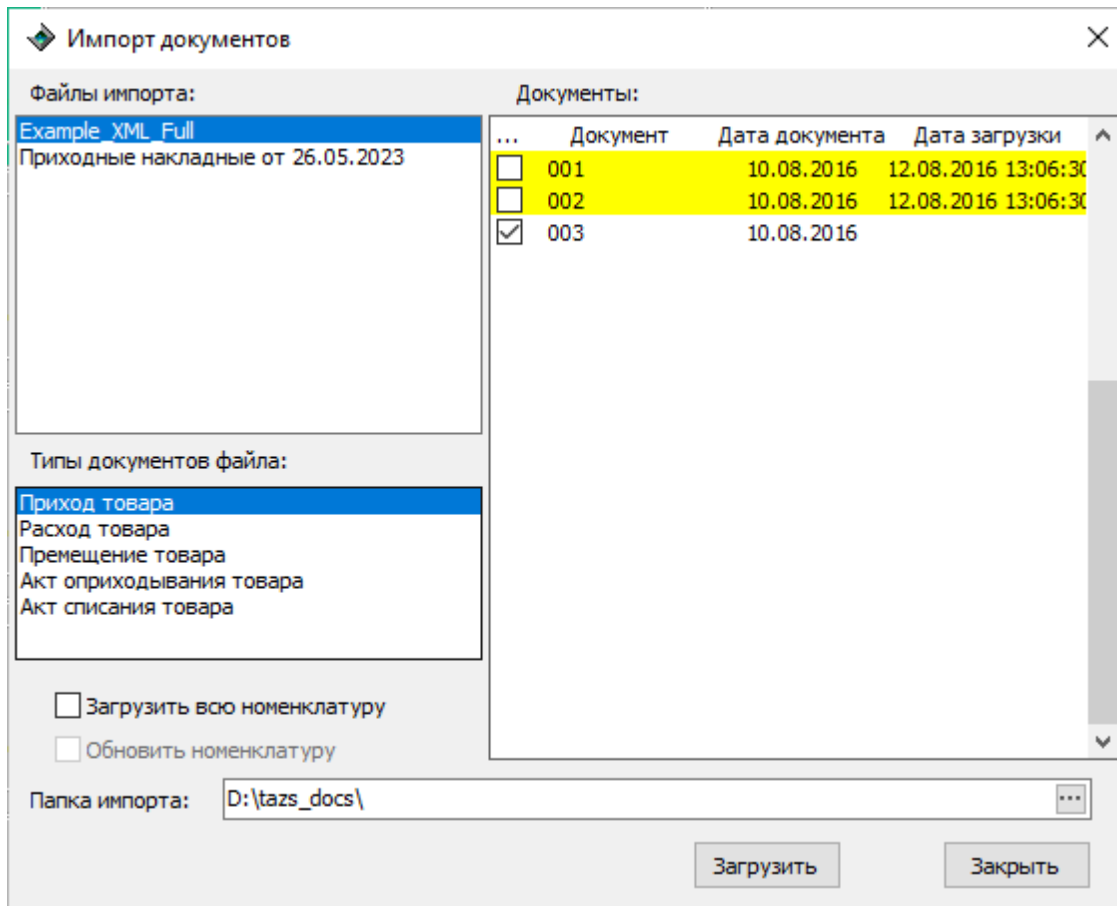 Импорт документов
Файлы импорта:
Example_XML_Full
Приходные накладные от 26.05.2023
Типы документов файла:
Приход товара
Расход товара
Премещение товара
Акт оприходывания товара
Акт списания товара
Загрузить всю номенклатуру
Обновить номенклатуру
Документы:
... Документ Дата документа Дата загрузки
001 10.08.2016 12.08.2016 13:06:30
002 10.08.2016 12.08.2016 13:06:30
003 10.08.2016
Папка импорта: D:\tazs_docs\ ...
Загрузить Закрыть